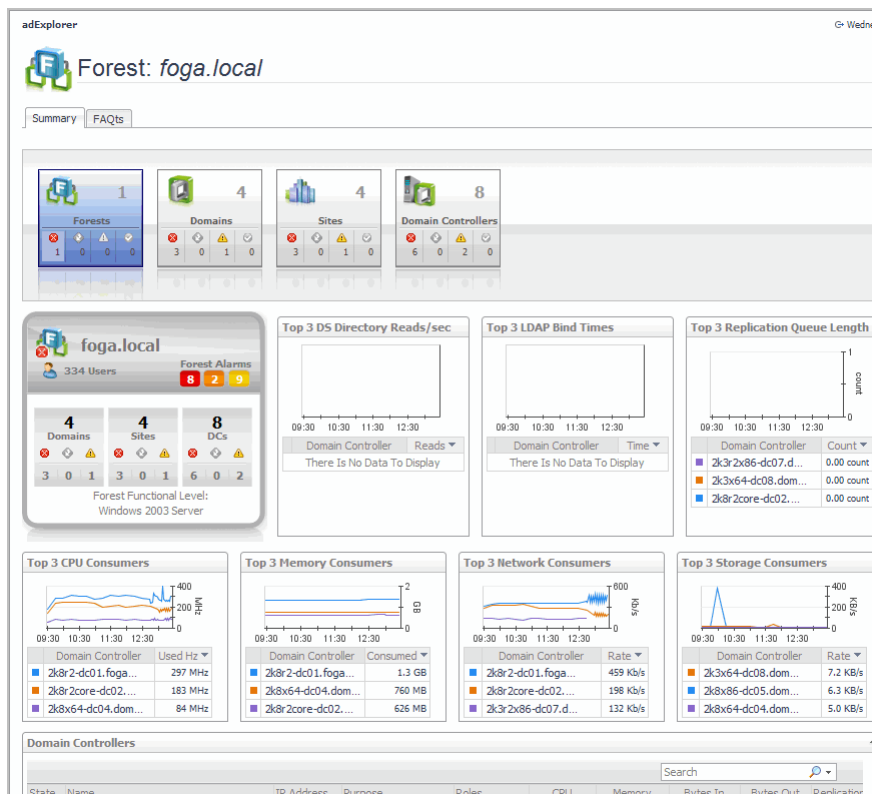 adExplorer
Wedne
Forest: foga.local
Summary FAQts
1 4 4 8
Forests Domains Sites Domain Controllers
1 0 0 0 3 0 1 0 3 0 1 0 6 0 2 0
foga.local
334 Users
Forest Alarms
8 2 9
4 4 8
Domains Sites DCs
3 0 1 3 0 1 6 0 2
Forest Functional Level:
Windows 2003 Server
Top 3 DS Directory Reads/sec
09:30 10:30 11:30 12:30
Domain Controller Reads
There Is No Data To Display
Top 3 LDAP Bind Times
09:30 10:30 11:30 12:30
Domain Controller Time
There Is No Data To Display
Top 3 Replication Queue Length
1
count
0
09:30 10:30 11:30 12:30
Domain Controller Count
2k3r2x86-dc07.d... 0.00 count
2k3x64-dc08.dom... 0.00 count
2k8r2core-dc02.... 0.00 count
Top 3 CPU Consumers
400
200
0
MHz
09:30 10:30 11:30 12:30
Domain Controller Used Hz
2k8r2-dc01.foga... 297 MHz
2k8r2core-dc02.... 183 MHz
2k8x64-dc04.dom... 84 MHz
Top 3 Memory Consumers
2
GB
0
09:30 10:30 11:30 12:30
Domain Controller Consumed
2k8r2-dc01.foga... 1.3 GB
2k8x64-dc04.dom... 760 MB
2k8r2core-dc02.... 626 MB
Top 3 Network Consumers
600
Kb/s
0
09:30 10:30 11:30 12:30
Domain Controller Rate
2k8r2-dc01.foga... 459 Kb/s
2k8r2core-dc02.... 198 Kb/s
2k3r2x86-dc07.d... 132 Kb/s
Top 3 Storage Consumers
400
200
0
KB/s
09:30 10:30 11:30 12:30
Domain Controller Rate
2k3x64-dc08.dom... 7.2 KB/s
2k8x86-dc05.dom... 6.3 KB/s
2k8x64-dc04.dom... 5.0 KB/s
Domain Controllers
Search
State Name IP Address Purpose Roles CPU Memory Bytes In Bytes Out Replication